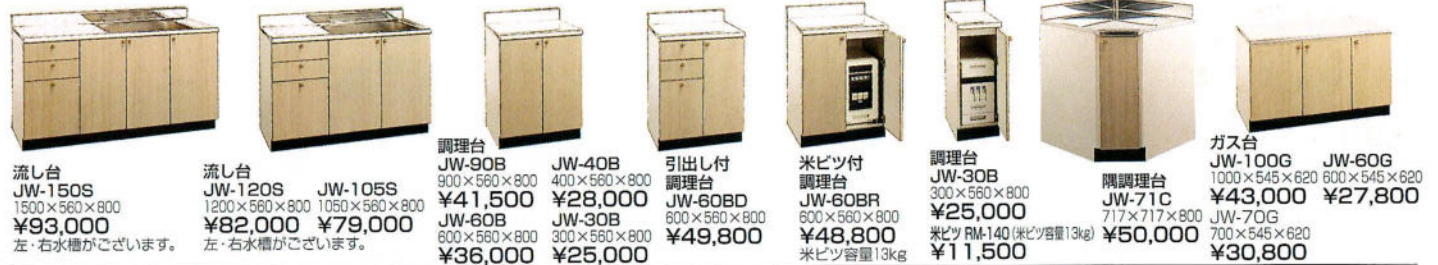 流し台
JW-150S
1500×560×800
¥93,000
左・右水槽がございます。
流し台
JW-120S
1200×560×800
¥82,000
JW-105S
1050×560×800
¥79,000
左・右水槽がございます。
調理台
JW-90B
900×560×800
¥41,500
JW-40B
400×560×800
¥28,000
JW-60B
600×560×800
¥36,000
JW-30B
300×560×800
¥25,000
引出し付
調理台
JW-60BD
600×560×800
¥49,800
米ビツ付
調理台
JW-60BR
600×560×800
¥48,800
米ビツ容量13kg
調理台
JW-30B
300×560×800
¥25,000
米ビツ RM-140(米ビツ容量13kg)
¥11,500
隅調理台
JW-71C
717×717×800
¥50,000
ガス台
JW-100G
1000×545×620
¥43,000
JW-60G
600×545×620
¥27,800
JW-70G
700×545×620
¥30,800